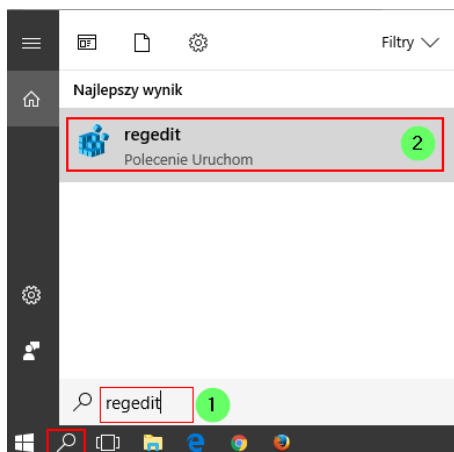 Filtry
Najlepszy wynik
regedit
Polecenie Uruchom
2
regedit
1